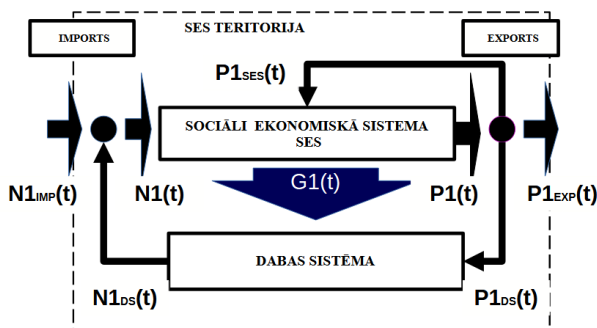 SES TERITORIJA
IMPORTS
EXPORTS
P1SES(t)
SOCIĀLI EKONOMISKĀ SISTEMA
SES
N1IMP(t)
N1(t)
G1(t)
P1(t)
P1EXP(t)
DABAS SISTĒMA
N1DS(t)
P1DS(t)